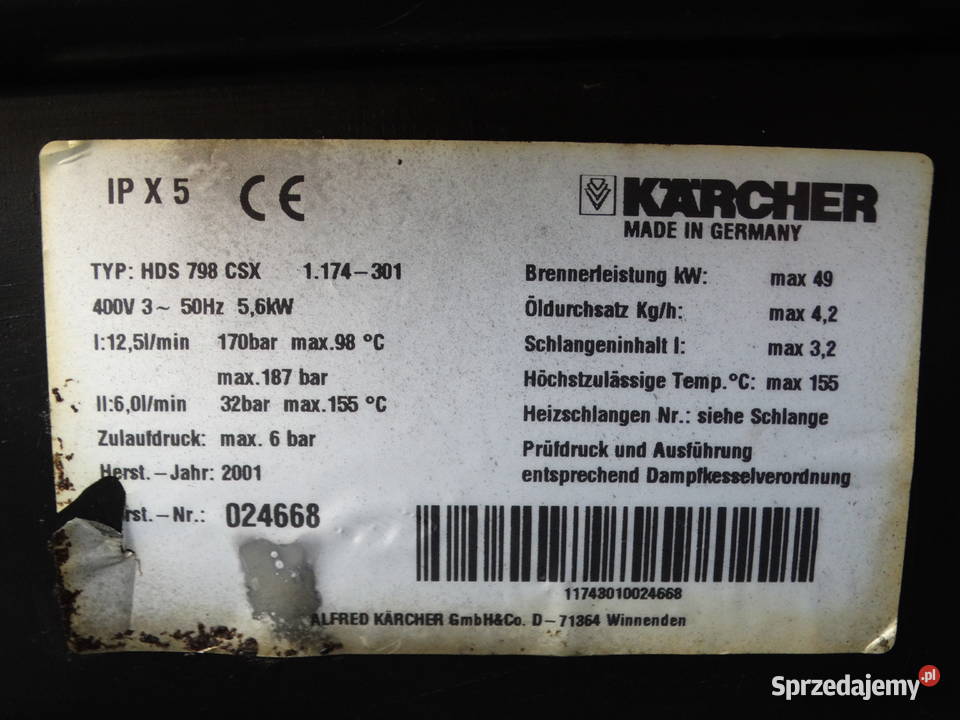 IP X 5 CE
KÄRCHER
MADE IN GERMANY
TYP: HDS 798 CSX 1.174-301
400V 3~ 50Hz 5,6kW
I:12,5l/min 170bar max.98 °C
max.187 bar
II:6,0l/min 32bar max.155 °C
Zulaufdruck: max. 6 bar
Herst.-Jahr: 2001
rst.-Nr.: 024668
Brennerleistung kW: max 49
Öldurchsatz Kg/h: max 4,2
Schlangeninhalt l: max 3,2
Höchstzulässige Temp.°C: max 155
Heizschlangen Nr.: siehe Schlange
Prüfdruck und Ausführung
entsprechend Dampfkesselverordnung
11743010024668
ALFRED KÄRCHER GmbH&Co. D-71364 Winnenden
Sprzedajemy.pl